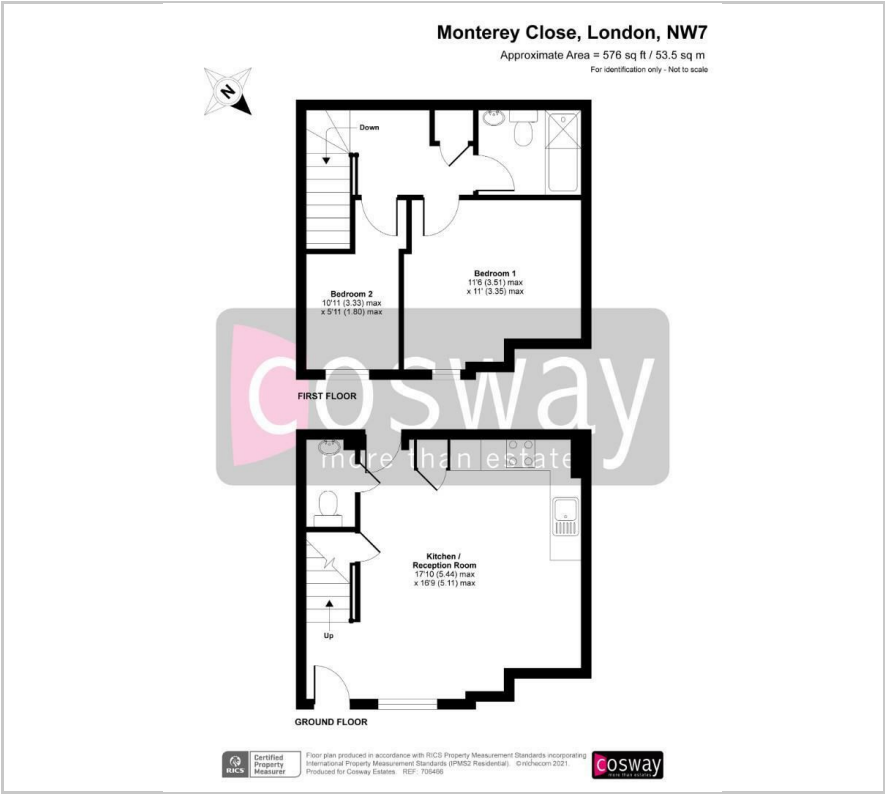 Monterey Close, London, NW7
Approximate Area = 576 sq ft / 53.5 sq m
For identification only - Not to scale
N
Down
Bedroom 1
11'6 (3.51) max
x 11' (3.35) max
Bedroom 2
10'11 (3.33) max
x 5'11 (1.80) max
FIRST FLOOR
cosway
more than estate
Kitchen /
Reception Room
17'10 (5.44) max
x 16'9 (5.11) max
Up
GROUND FLOOR
RICS
Certified
Property
Measurer
Floor plan produced in accordance with RICS Property Measurement Standards incorporating
International Property Measurement Standards (IPMS2 Residential). © nichecom 2021.
Produced for Cosway Estates. REF: 706466
cosway
more than estates